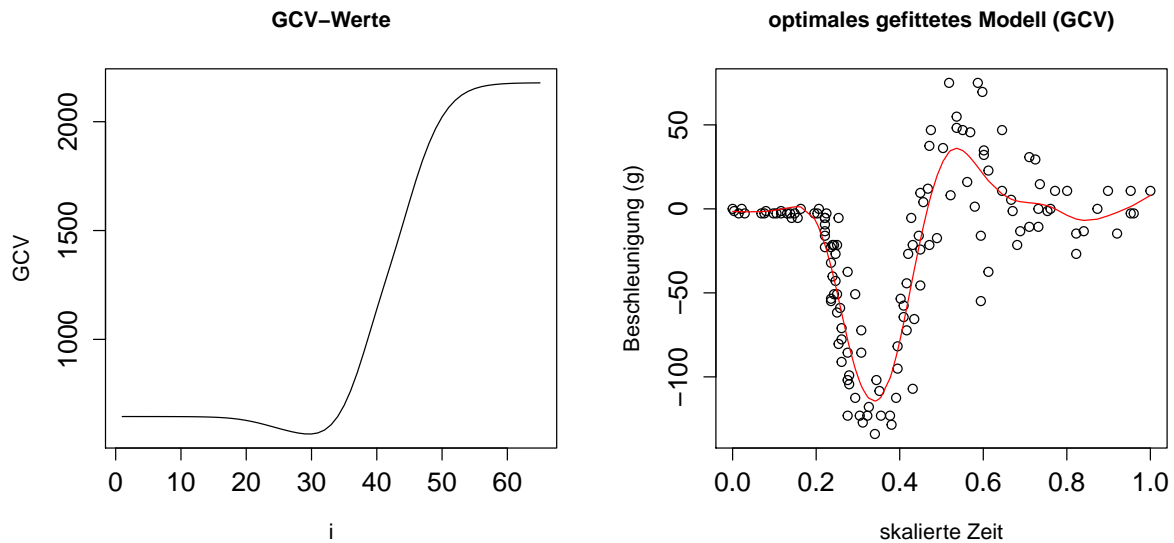 GCV−Werte
GCV
2000
1500
1000
0 10 20 30 40 50 60
i
optimales gefittetes Modell (GCV)
Beschleunigung (g)
50
0
−50
−100
0.0 0.2 0.4 0.6 0.8 1.0
skalierte Zeit